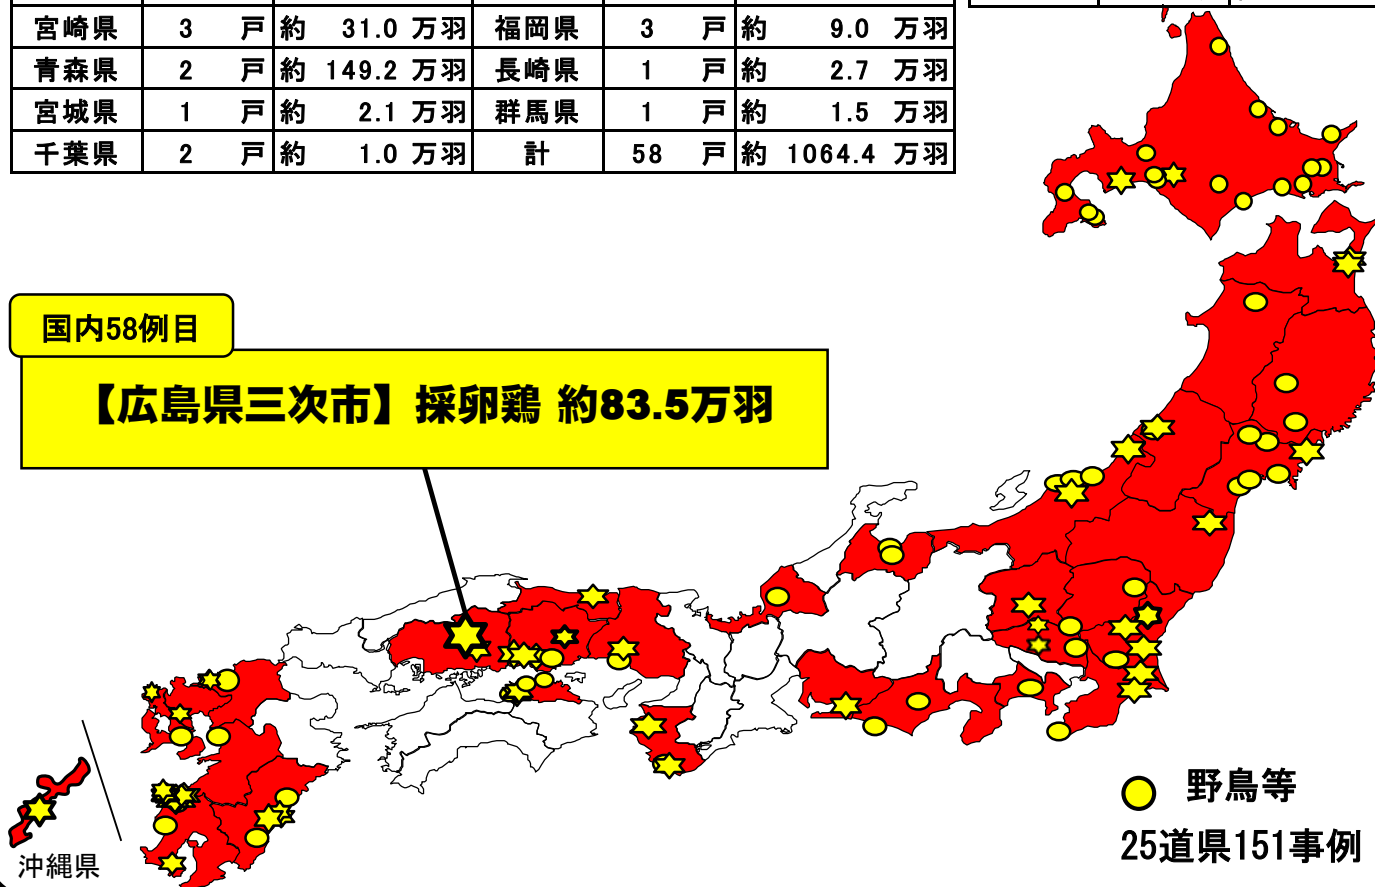 宮崎県 3 戸 約 31.0 万羽 福岡県 3 戸 約 9.0 万羽
青森県 2 戸 約 149.2 万羽 長崎県 1 戸 約 2.7 万羽
宮城県 1 戸 約 2.1 万羽 群馬県 1 戸 約 1.5 万羽
千葉県 2 戸 約 1.0 万羽 計 58 戸 約 1064.4 万羽
国内58例目
【広島県三次市】採卵鶏 約83.5万羽
野鳥等
25道県151事例
沖縄県